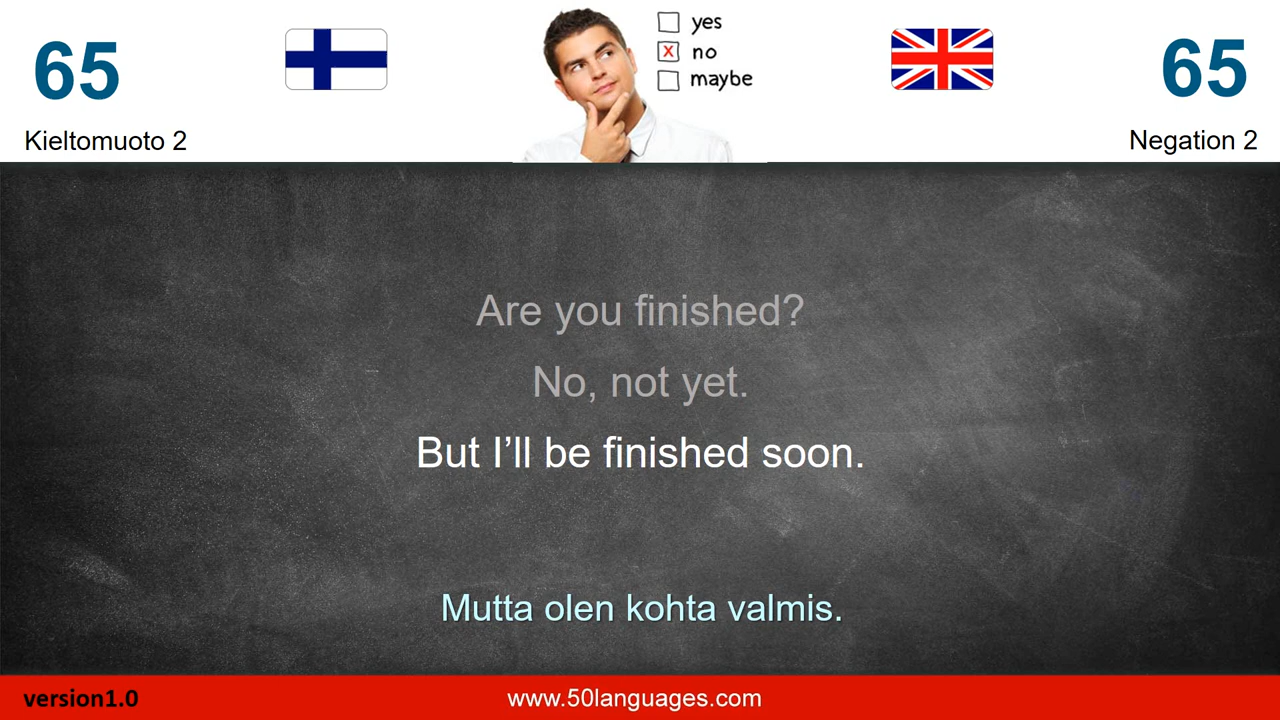 65
Kieltomuoto 2
yes
x no
maybe
65
Negation 2
Are you finished?
No, not yet.
But I’ll be finished soon.
Mutta olen kohta valmis.
version1.0
www.50languages.com